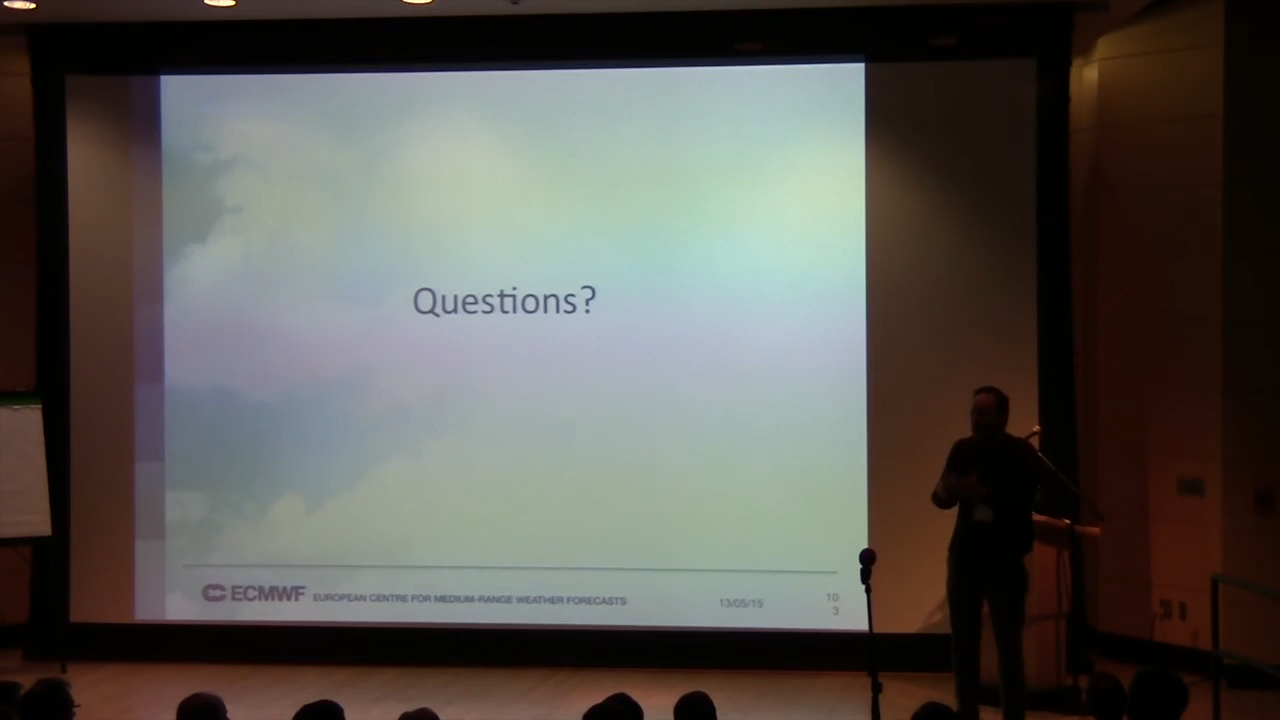 Questions?
ECMWF EUROPEAN CENTRE FOR MEDIUM-RANGE WEATHER FORECASTS 13/05/15 10
3